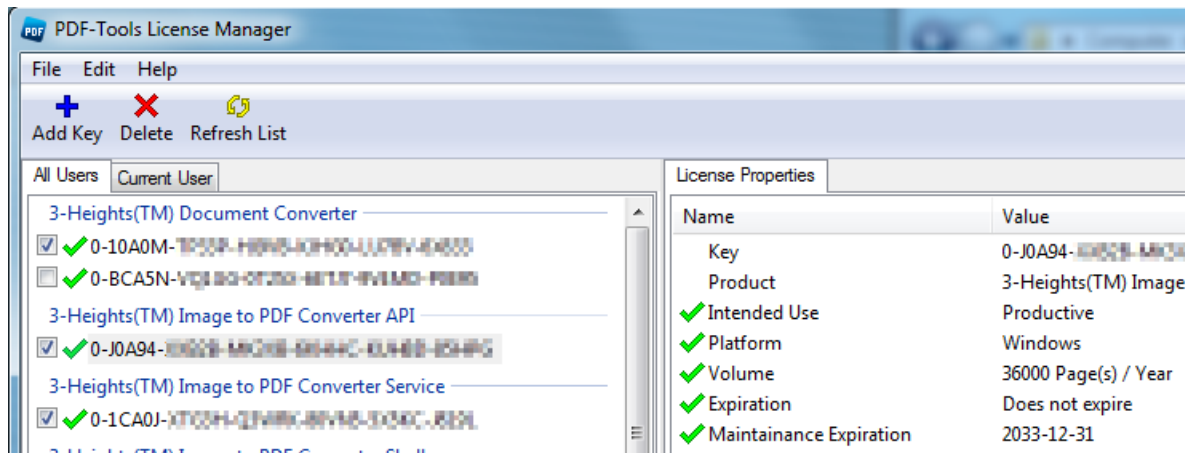 PDF PDF-Tools License Manager
Computer
File Edit Help
Add Key Delete Refresh List
All Users Current User
3-Heights(TM) Document Converter
0-10A0M-
0-BCA5N-
3-Heights(TM) Image to PDF Converter API
0-J0A94-
3-Heights(TM) Image to PDF Converter Service
0-1CA0J-
License Properties
Name Value
Key 0-J0A94-
Product 3-Heights(TM) Image
Intended Use Productive
Platform Windows
Volume 36000 Page(s) / Year
Expiration Does not expire
Maintainance Expiration 2033-12-31